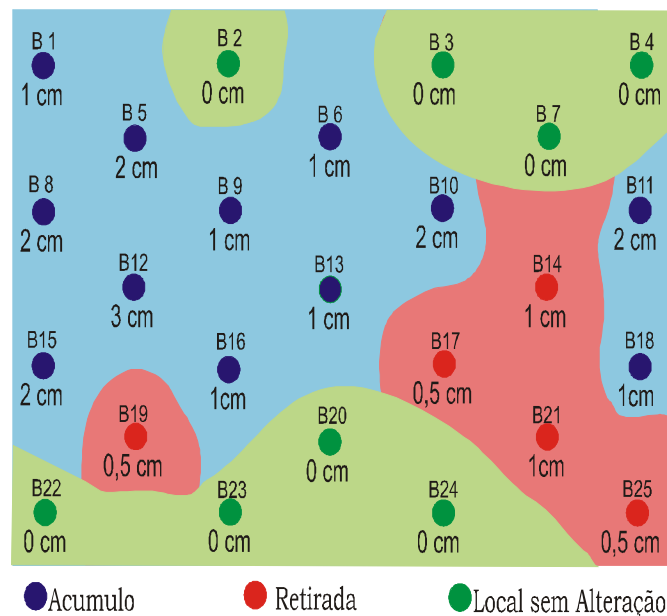 B 1
1 cm
B 2
0 cm
B 3
0 cm
B 4
0 cm
B 5
2 cm
B 6
1 cm
B 7
0 cm
B 8
2 cm
B 9
1 cm
B10
2 cm
B11
2 cm
B12
3 cm
B13
1 cm
B14
1 cm
B15
2 cm
B16
1cm
B17
0,5 cm
B18
1cm
B19
0,5 cm
B20
0 cm
B21
1cm
B22
0 cm
B23
0 cm
B24
0 cm
B25
0,5 cm
Acumulo
Retirada
Local sem Alteração